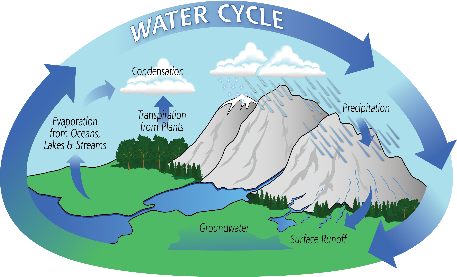 WATER CYCLE
Condensation
Precipitation
Evaporation
from Oceans,
Lakes & Streams
Transpiration
from Plants
Groundwater
Surface Runoff